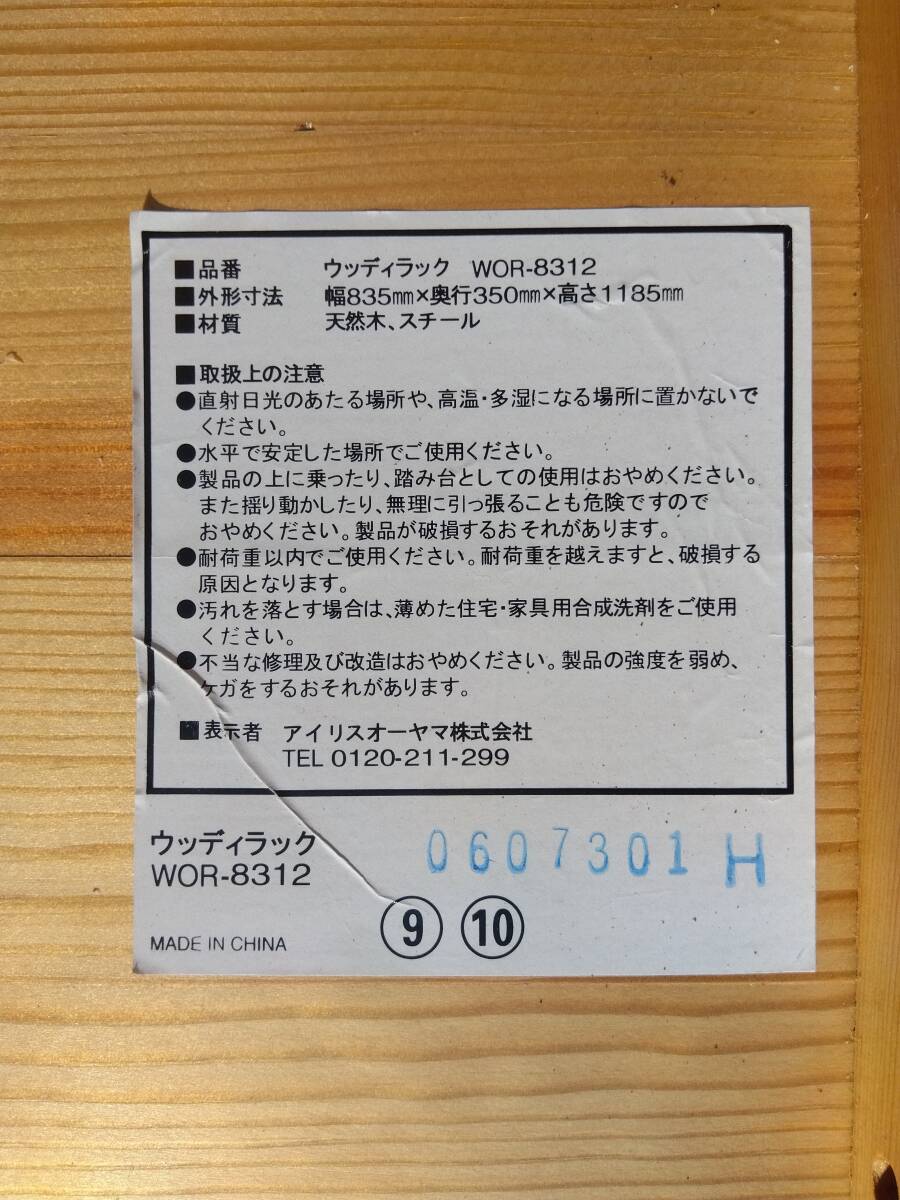 ■品番 ウッディラック WOR-8312
■外形寸法 幅835㎜×奥行350㎜×高さ1185㎜
■材質 天然木、スチール
■取扱上の注意
●直射日光のあたる場所や、高温・多湿になる場所に置かないで
ください。
●水平で安定した場所でご使用ください。
●製品の上に乗ったり、踏み台としての使用はおやめください。
また揺り動かしたり、無理に引っ張ることも危険ですので
おやめください。製品が破損するおそれがあります。
●耐荷重以内でご使用ください。耐荷重を越えますと、破損する
原因となります。
●汚れを落とす場合は、薄めた住宅・家具用合成洗剤をご使用
ください。
●不当な修理及び改造はおやめください。製品の強度を弱め、
ケガをするおそれがあります。
■表示者 アイリスオーヤマ株式会社
TEL 0120-211-299
ウッディラック
WOR-8312
0607301 H
⑨ ⑩
MADE IN CHINA